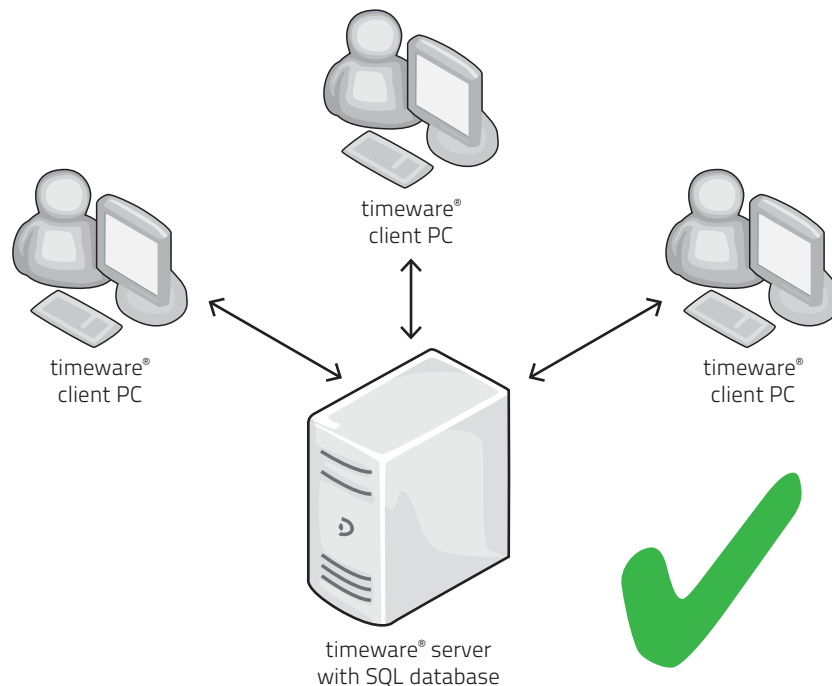 timeware®
client PC
timeware®
client PC
timeware®
client PC
timeware® server
with SQL database